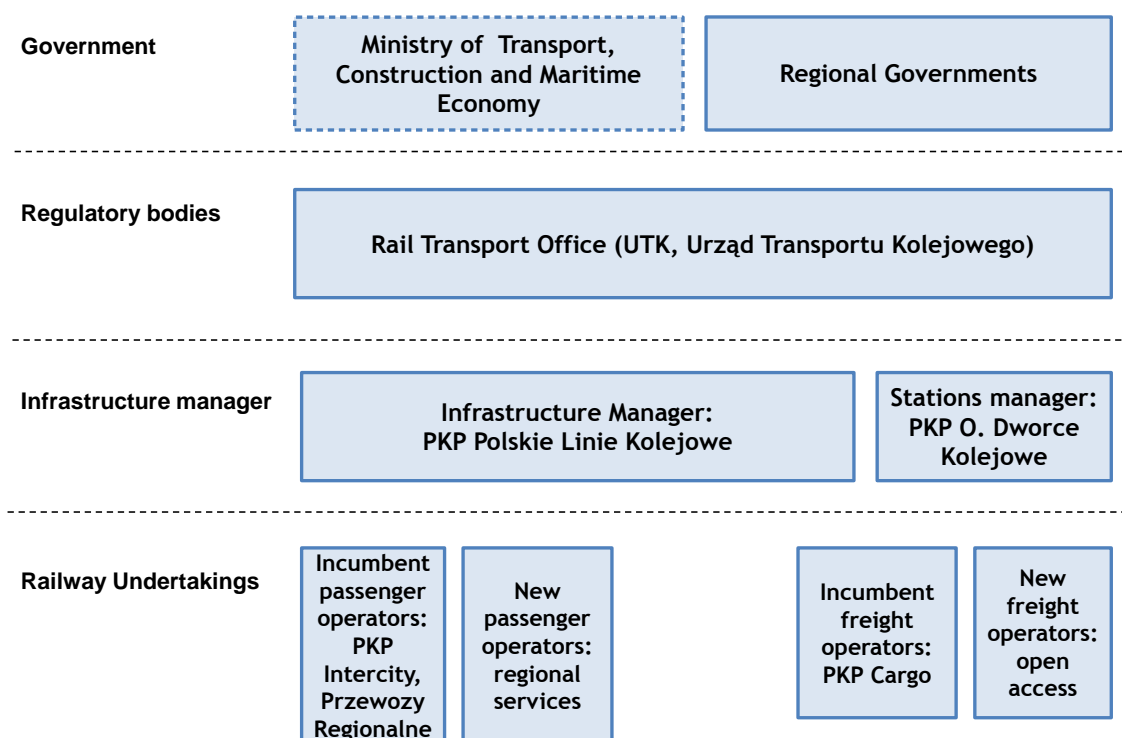 Government
Ministry of Transport,
Construction and Maritime
Economy
Regional Governments
Regulatory bodies
Rail Transport Office (UTK, Urząd Transportu Kolejowego)
Infrastructure manager
Infrastructure Manager:
PKP Polskie Linie Kolejowe
Stations manager:
PKP O. Dworce
Kolejowe
Railway Undertakings
Incumbent
passenger
operators:
PKP
Intercity,
Przewozy
Regionalne
New
passenger
operators:
regional
services
Incumbent
freight
operators:
PKP Cargo
New
freight
operators:
open
access